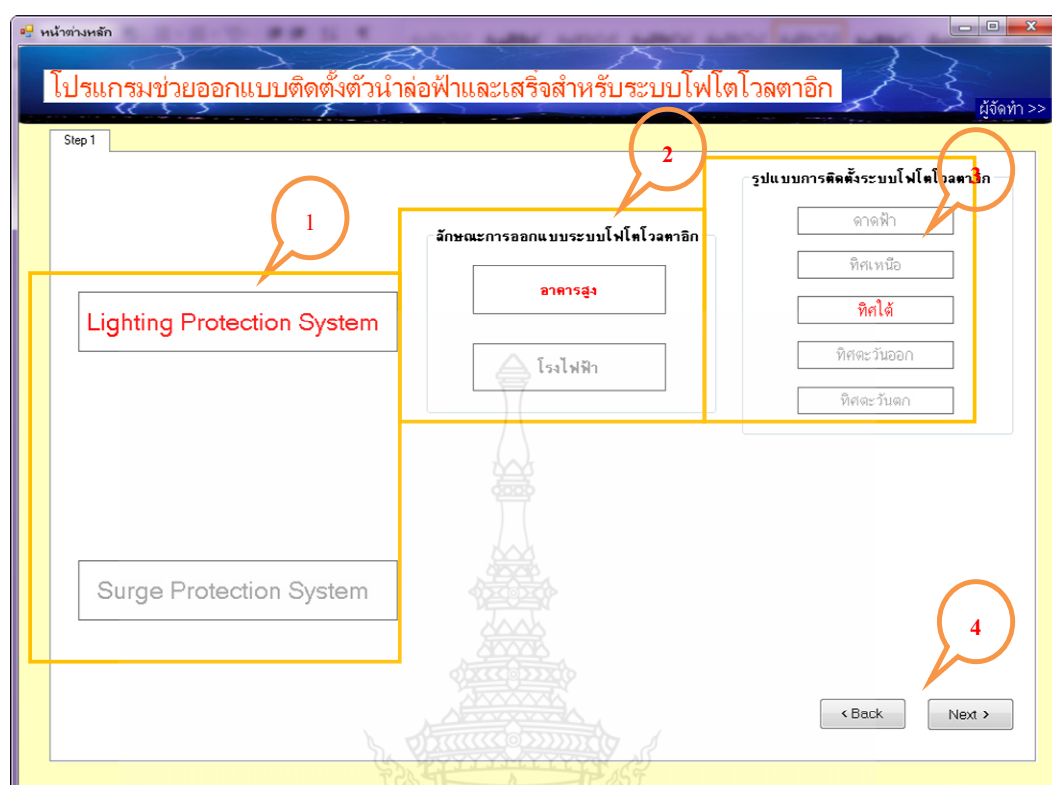 หน้าต่างหลัก
โปรแกรมช่วยออกแบบติดตั้งตัวนำล่อฟ้าและเสริ๋จสำหรับระบบโฟโตโวลตาอิก
ผู้จัดทำ >>
Step 1
1
Lighting Protection System
Surge Protection System
2
ลักษณะการออกแบบระบบโฟโตโวลทาอิก
อาคารสูง
โรงไฟฟ้า
3
รูปแบบการติดตั้งระบบโฟโตโวลตาอิก
ดาดฟ้า
ทิศเหนือ
ทิศใต้
ทิศตะวันออก
ทิศตะวันตก
4
< Back
Next >